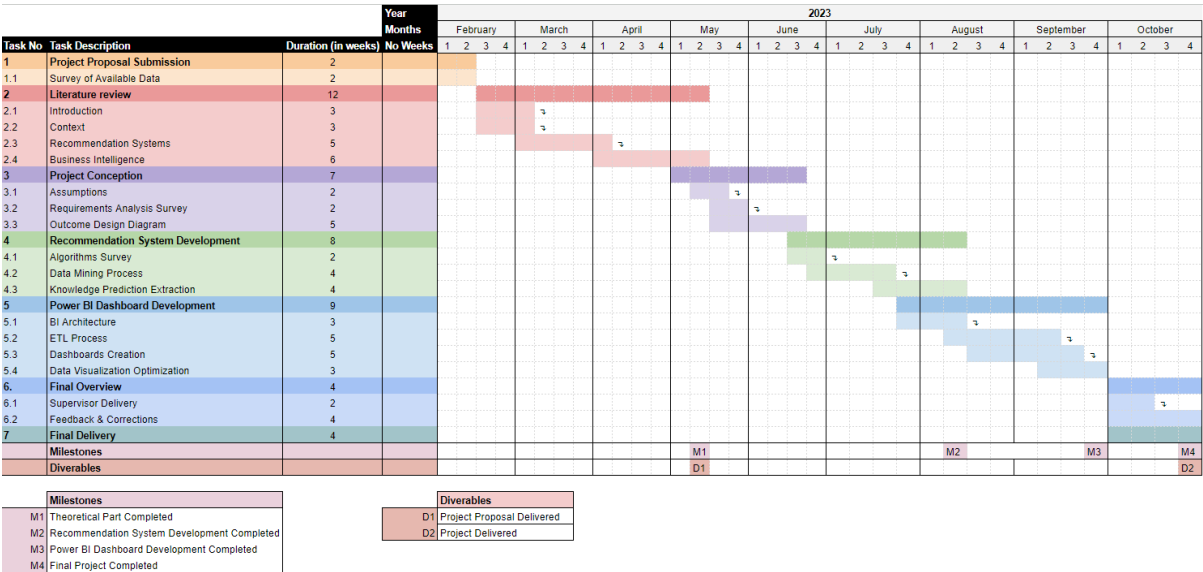 Year 2023
Months February March April May June July August September October
Task No Task Description Duration (in weeks) No Weeks 1 2 3 4 1 2 3 4 1 2 3 4 1 2 3 4 1 2 3 4 1 2 3 4 1 2 3 4 1 2 3 4 1 2 3 4
1 Project Proposal Submission 2
1.1 Survey of Available Data 2
2 Literature review 12
2.1 Introduction 3
2.2 Context 3
2.3 Recommendation Systems 5
2.4 Business Intelligence 6
3 Project Conception 7
3.1 Assumptions 2
3.2 Requirements Analysis Survey 2
3.3 Outcome Design Diagram 5
4 Recommendation System Development 8
4.1 Algorithms Survey 2
4.2 Data Mining Process 4
4.3 Knowledge Prediction Extraction 4
5 Power BI Dashboard Development 9
5.1 BI Architecture 3
5.2 ETL Process 5
5.3 Dashboards Creation 5
5.4 Data Visualization Optimization 3
6. Final Overview 4
6.1 Supervisor Delivery 2
6.2 Feedback & Corrections 4
7 Final Delivery 4
Milestones M1 M2 M3 M4
Diverables D1 D2
Milestones
M1 Theoretical Part Completed
M2 Recommendation System Development Completed
M3 Power BI Dashboard Development Completed
M4 Final Project Completed
Diverables
D1 Project Proposal Delivered
D2 Project Delivered